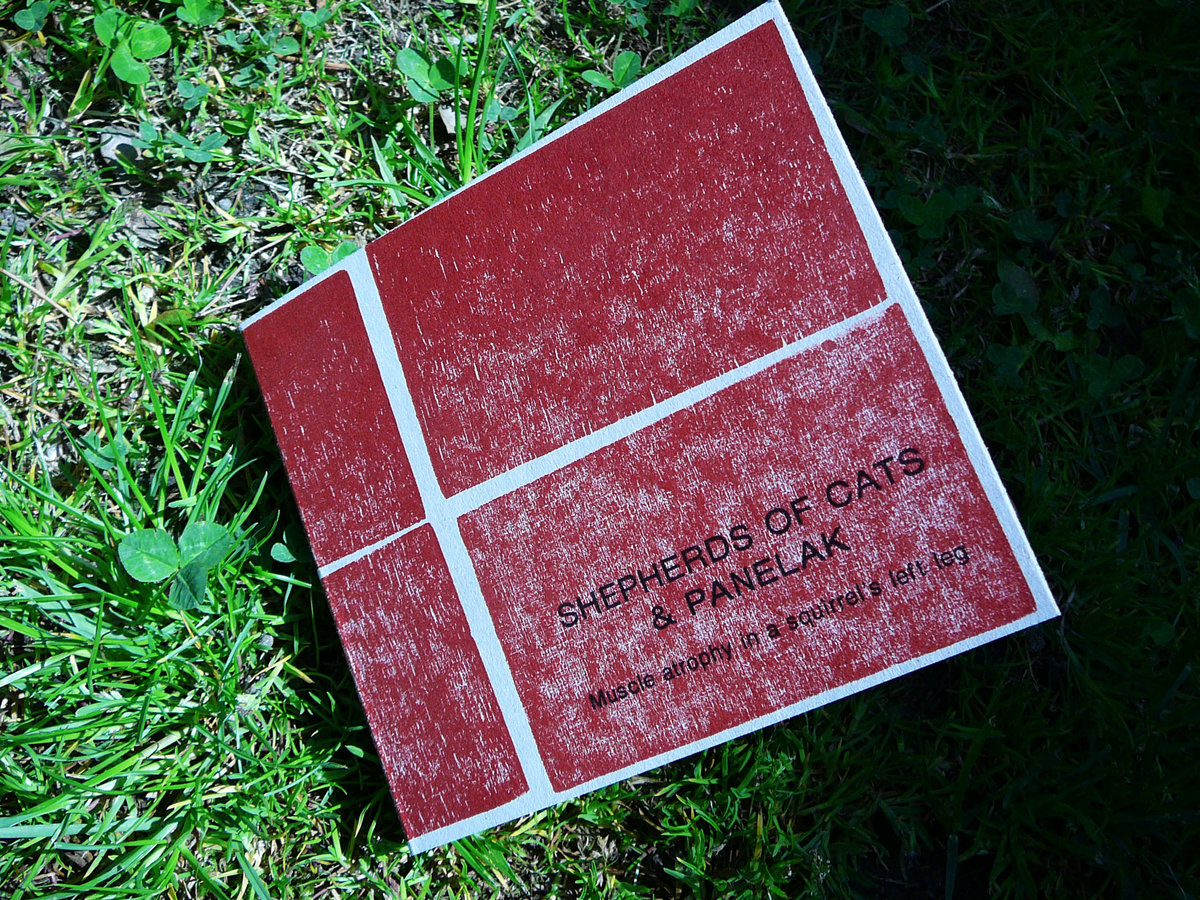 SHEPHERDS OF CATS
& PANELAK
Muscle atrophy in a squirrel's left leg